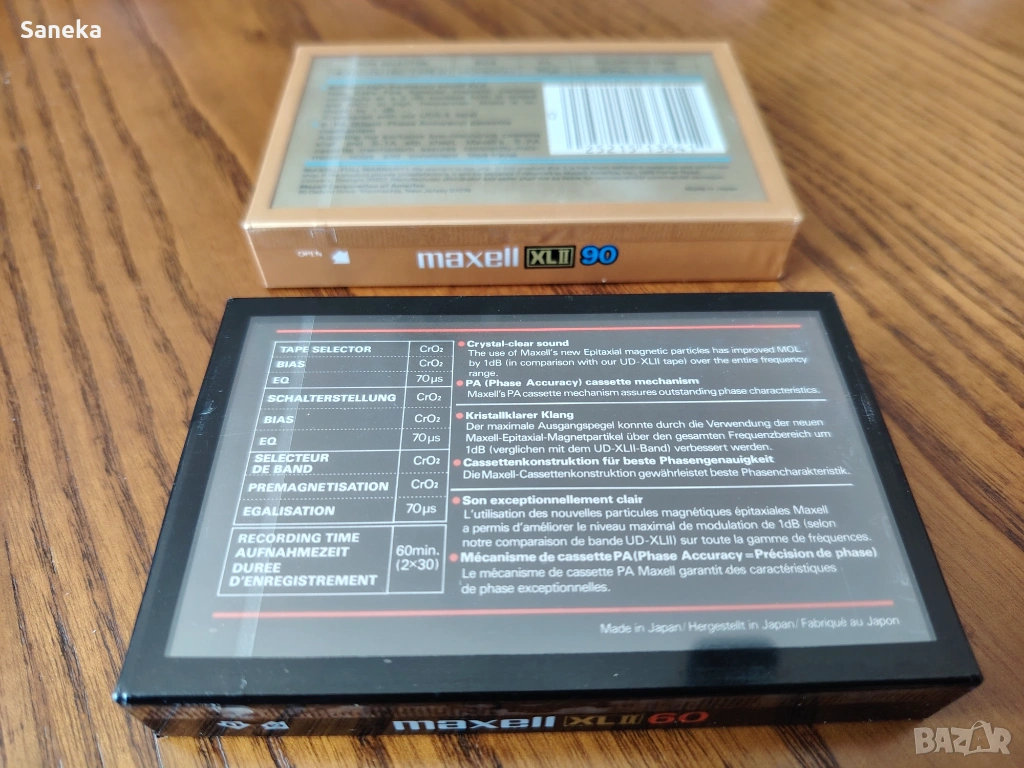 Saneka
Made in Japan
OPEN
maxell XLII 90
TAPE SELECTOR CrO₂
BIAS CrO₂
EQ 70μs
SCHALTERSTELLUNG CrO₂
BIAS CrO₂
EQ 70μs
SELECTEUR
DE BAND CrO₂
PREMAGNETISATION CrO₂
EGALISATION 70μs
RECORDING TIME
AUFNAHMEZEIT
DURÉE
D'ENREGISTREMENT
60min.
(2×30)
• Crystal-clear sound
The use of Maxell's new Epitaxial magnetic particles has improved MOL
by 1dB (in comparison with our UD-XLII tape) over the entire frequency
range.
• PA (Phase Accuracy) cassette mechanism
Maxell's PA cassette mechanism assures outstanding phase characteristics.
• Kristallklarer Klang
Der maximale Ausgangspegel konnte durch die Verwendung der neuen
Maxell-Epitaxial-Magnetpartikel über den gesamten Frequenzbereich um
1dB (verglichen mit dem UD-XLII-Band) verbessert werden.
• Cassettenkonstruktion für beste Phasengenauigkeit
Die Maxell-Cassettenkonstruktion gewährleistet beste Phasencharakteristik.
• Son exceptionnellement clair
L'utilisation des nouvelles particules magnétiques épitaxiales Maxell
a permis d'améliorer le niveau maximal de modulation de 1dB (selon
notre comparaison de bande UD-XLII) sur toute la gamme de fréquences.
• Mécanisme de cassette PA (Phase Accuracy = Précision de phase)
Le mécanisme de cassette PA Maxell garantit des caractéristiques
de phase exceptionnelles.
Made in Japan/Hergestellt in Japan/Fabriqué au Japon
maxell XLII 60
BAZAR